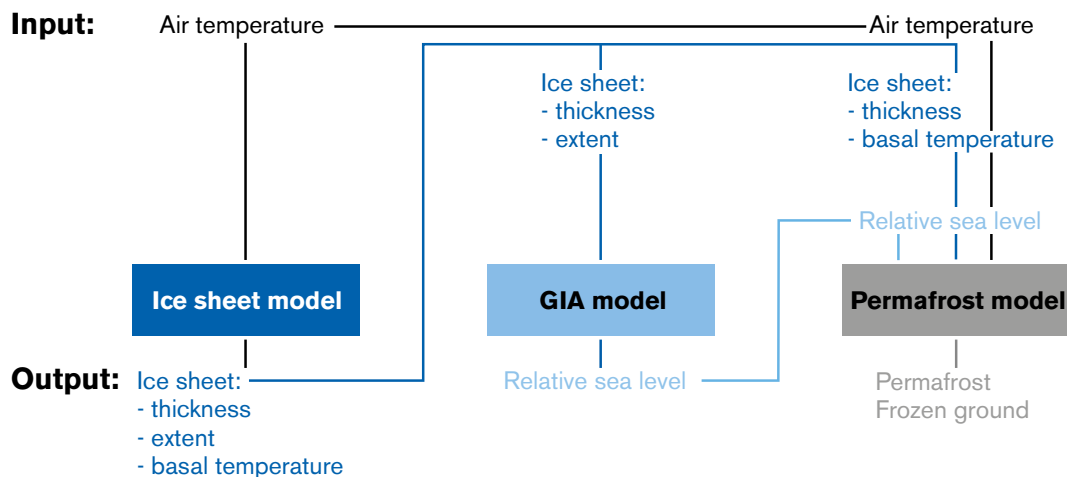 Input:
Air temperature
Air temperature
Ice sheet:
- thickness
- extent
Ice sheet:
- thickness
- basal temperature
Relative sea level
Ice sheet model
GIA model
Permafrost model
Output:
Ice sheet:
- thickness
- extent
- basal temperature
Relative sea level
Permafrost
Frozen ground